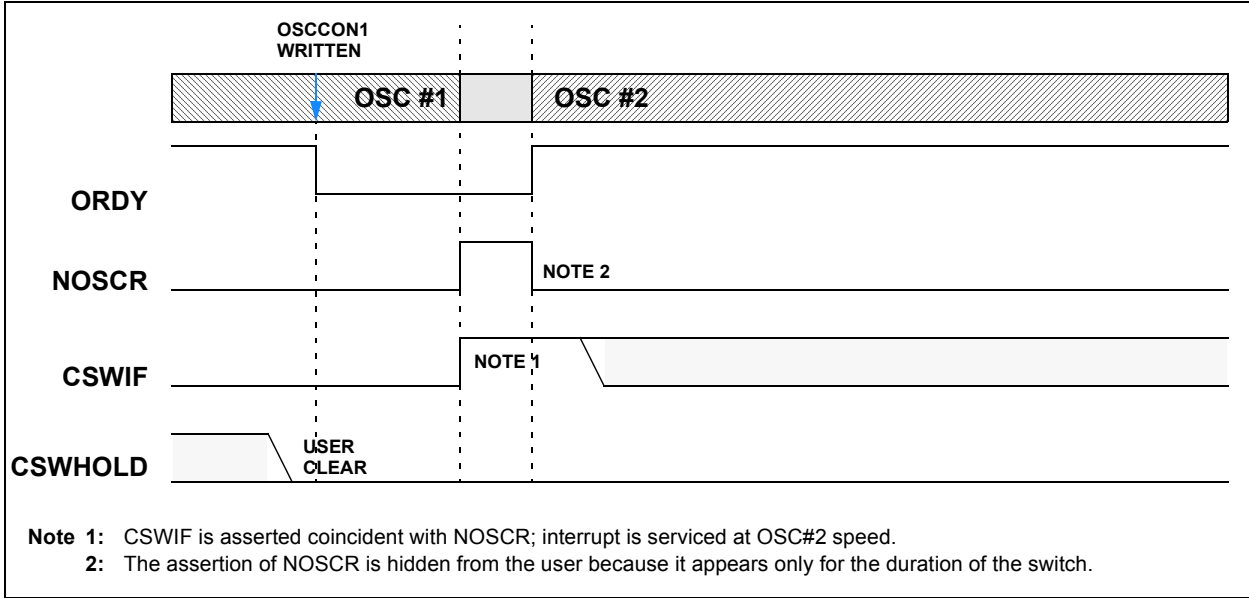 OSCCON1
WRITTEN
OSC #1
OSC #2
ORDY
NOSCR
NOTE 2
CSWIF
NOTE 1
CSWHOLD
USER
CLEAR
Note 1: CSWIF is asserted coincident with NOSCR; interrupt is serviced at OSC#2 speed.
2: The assertion of NOSCR is hidden from the user because it appears only for the duration of the switch.